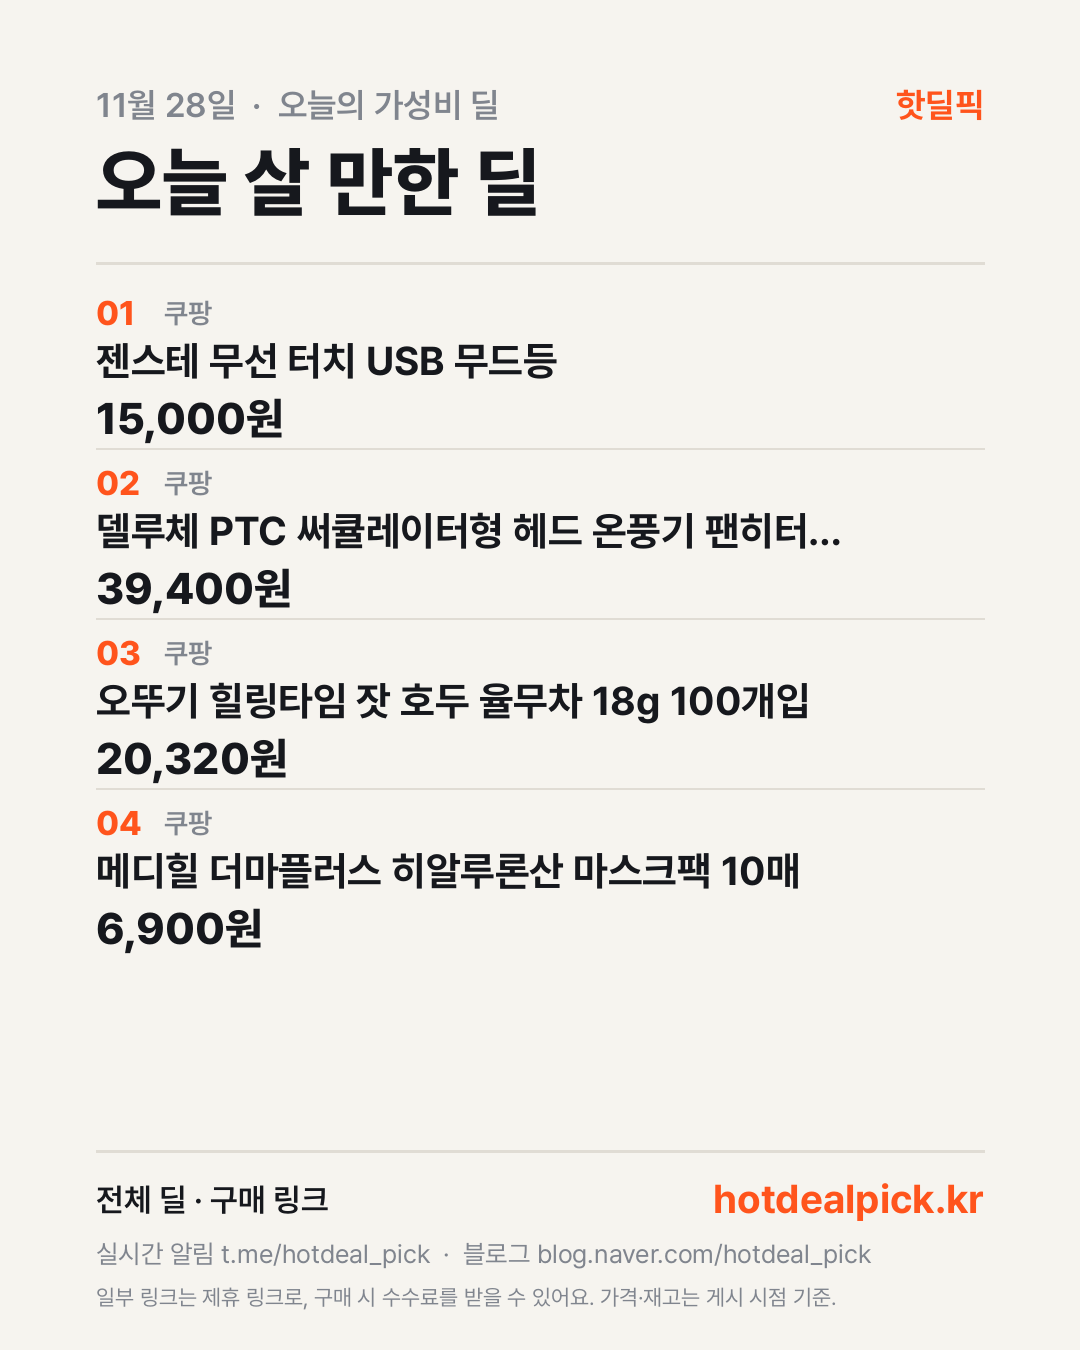 11월 28일 · 오늘의 가성비 딜
핫딜픽
오늘 살 만한 딜
01 쿠팡
젠스테 무선 터치 USB 무드등
15,000원
02 쿠팡
델루체 PTC 써큘레이터형 헤드 온풍기 팬히터...
39,400원
03 쿠팡
오뚜기 힐링타임 잣 호두 율무차 18g 100개입
20,320원
04 쿠팡
메디힐 더마플러스 히알루론산 마스크팩 10매
6,900원
전체 딜 · 구매 링크
hotdealpick.kr
실시간 알림 t.me/hotdeal_pick · 블로그 blog.naver.com/hotdeal_pick
일부 링크는 제휴 링크로, 구매 시 수수료를 받을 수 있어요. 가격·재고는 게시 시점 기준.